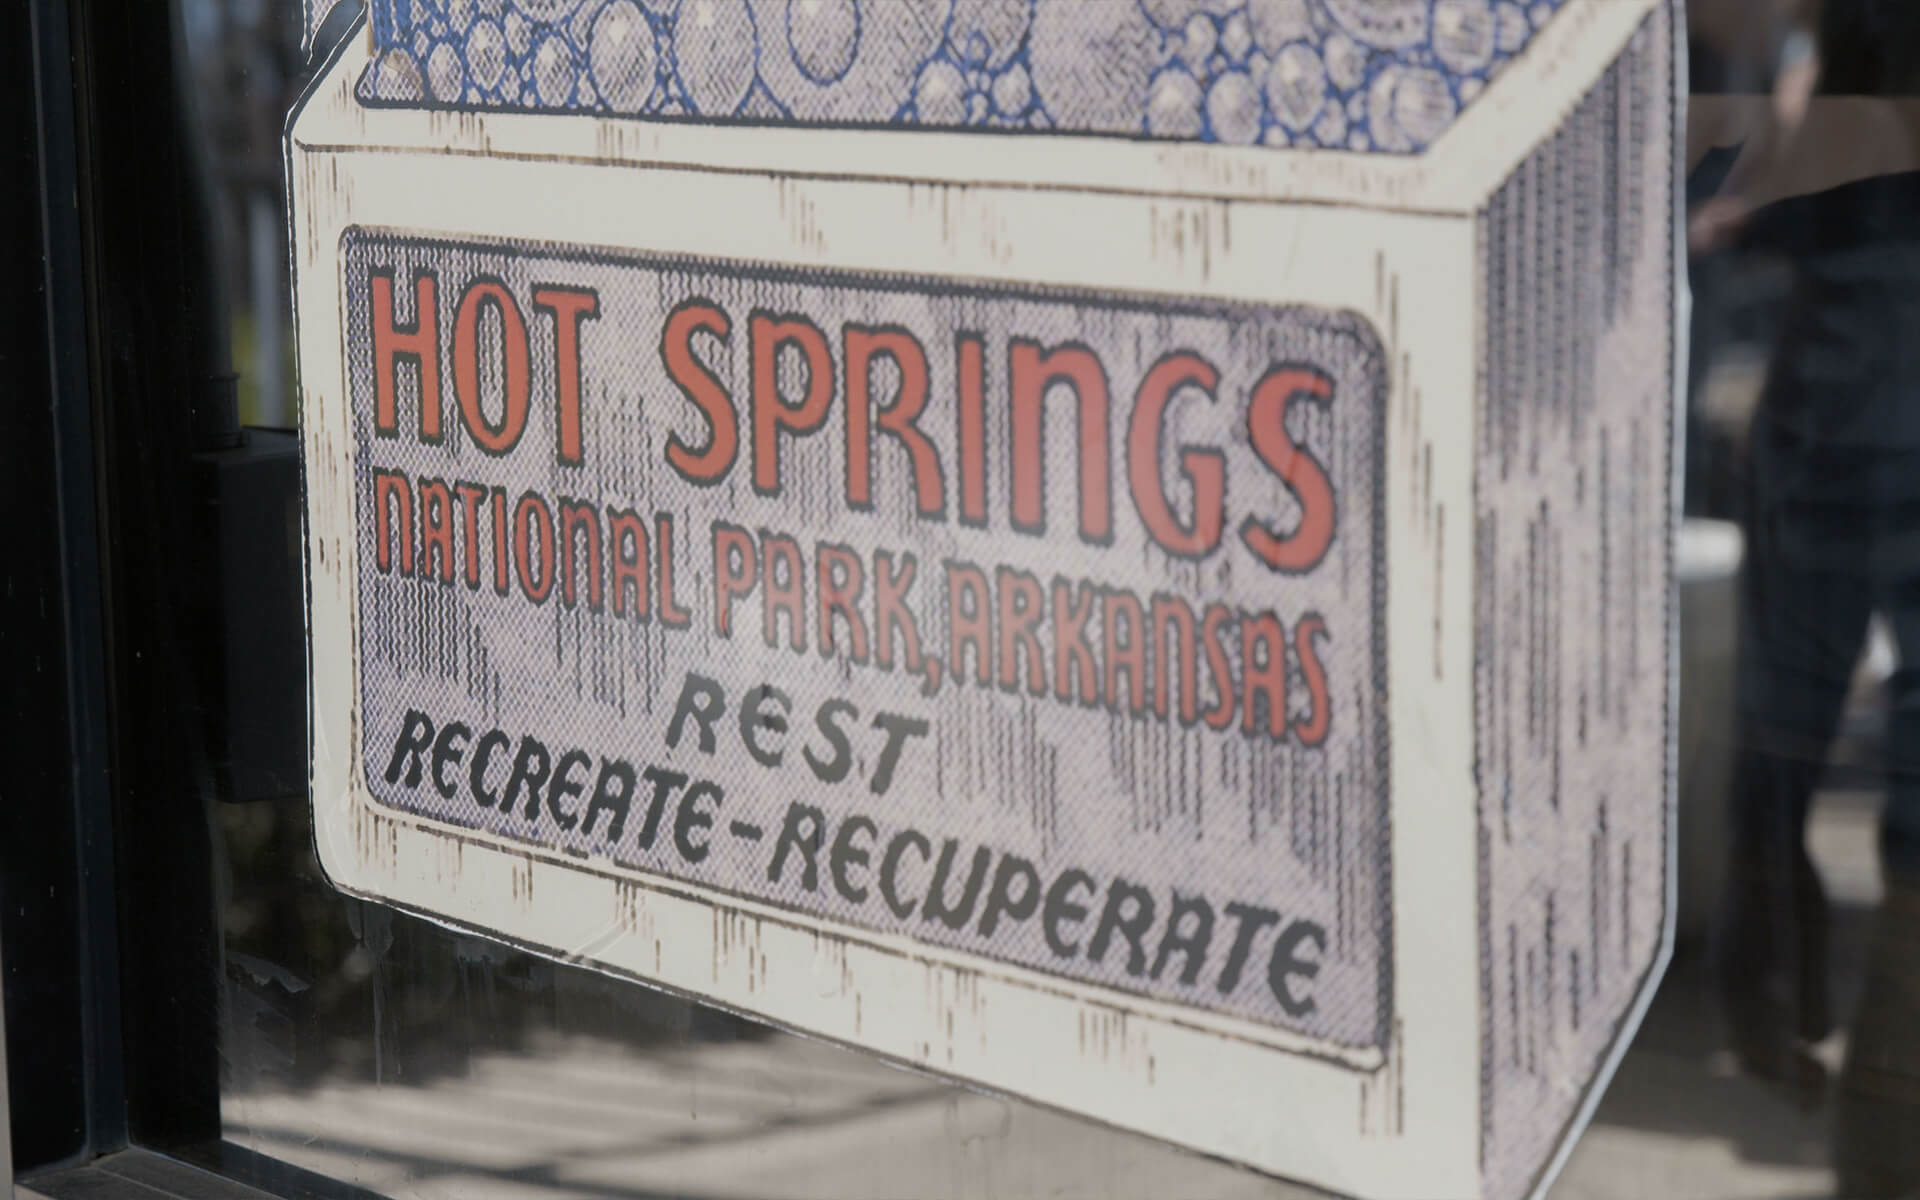 HOT SPRINGS
NATIONAL PARK, ARKANSAS
REST
RECREATE - RECUPERATE